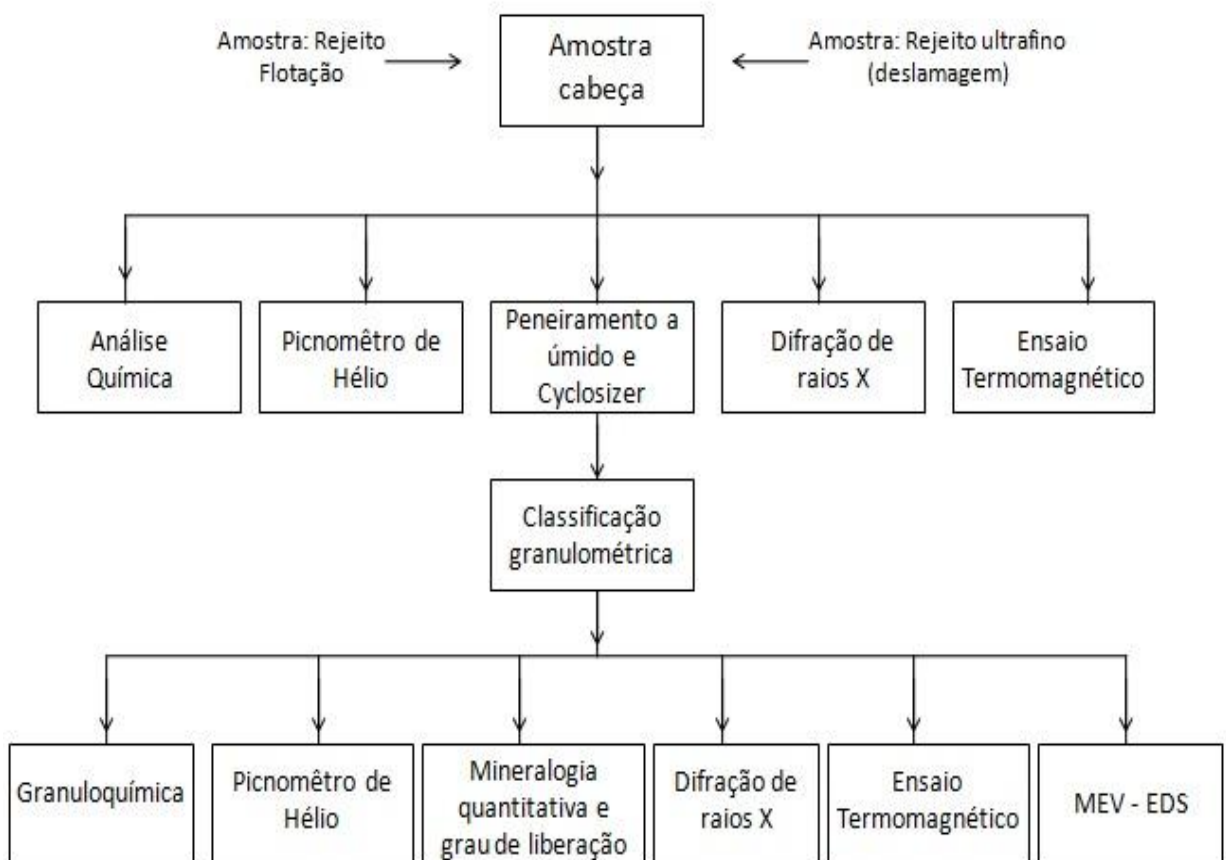 Amostra: Rejeito
Flotação
Amostra
cabeça
Amostra: Rejeito ultrafino
(deslamagem)
Análise
Química
Picnomêtro de
Hélio
Peneiramento a
úmido e
Cyclosizer
Difração de
raios X
Ensaio
Termomagnético
Classificação
granulométrica
Granuloquímica
Picnomêtro de
Hélio
Mineralogia
quantitativa e
grau de liberação
Difração de
raios X
Ensaio
Termomagnético
MEV - EDS